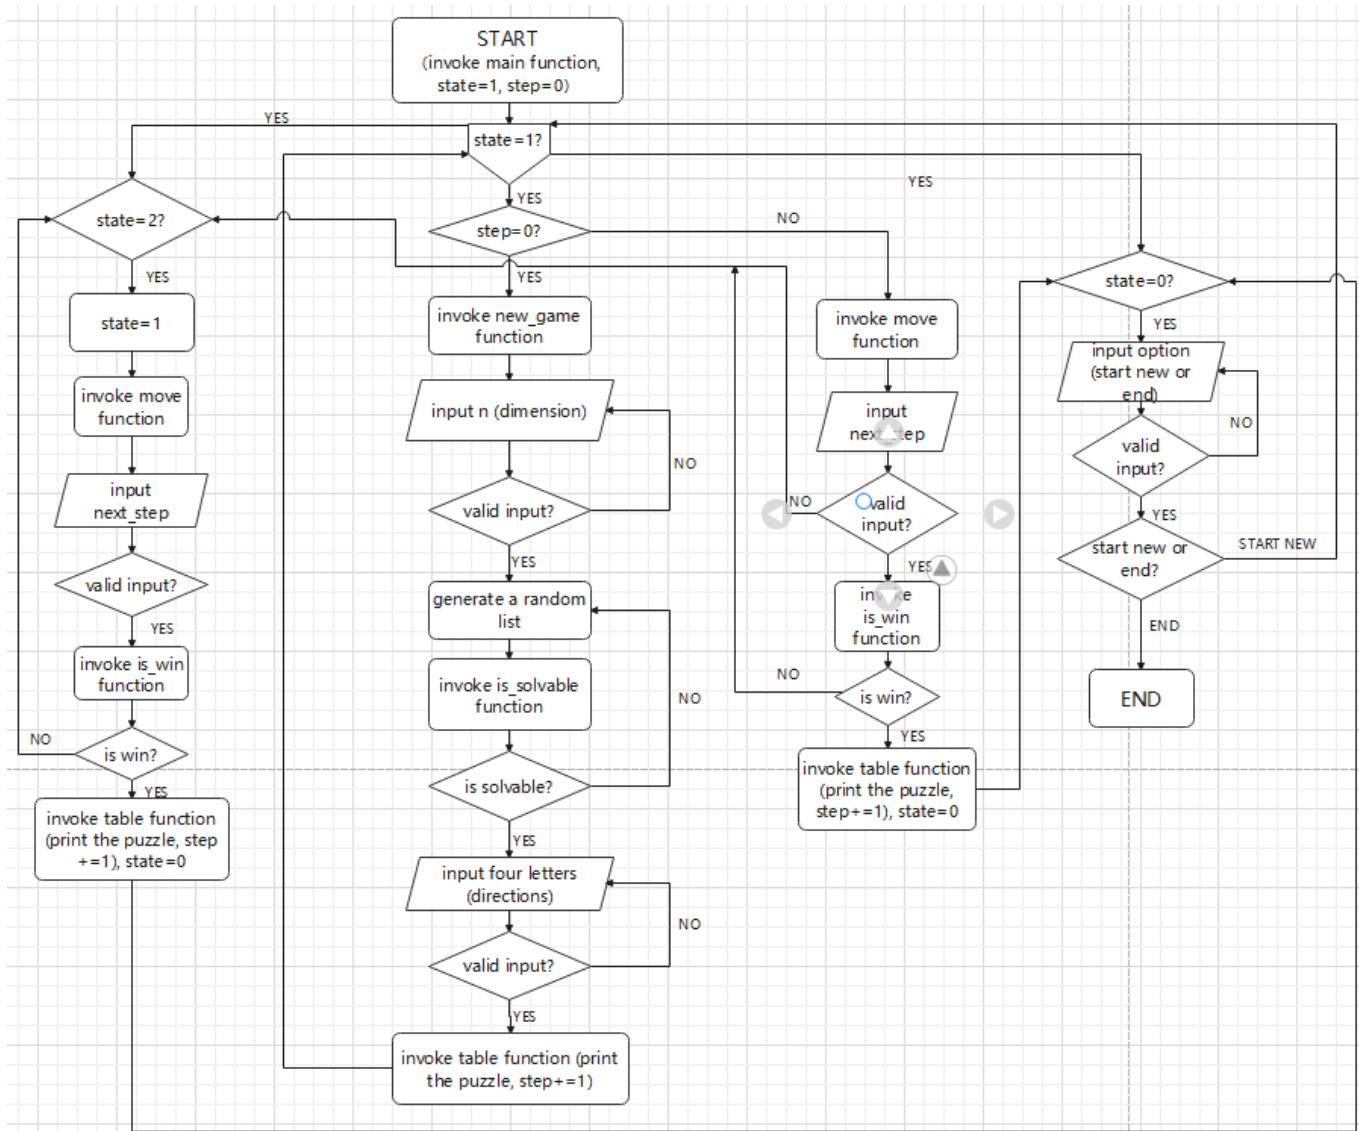 START
(invoke main function,
state=1, step=0)
YES
state=1?
YES
YES
state=2?
step=0?
NO
YES
YES
state=0?
YES
state=1
invoke new_game
function
invoke move
function
input option
(start new or
end)
invoke move
function
input n (dimension)
input
next_step
NO
NO
valid
input?
input
next_step
valid input?
NO
valid
input?
YES
start new or
end?
START NEW
YES
YES
valid input?
generate a random
list
invoke
is_win
function
YES
END
invoke is_win
function
invoke is_solvable
function
NO
NO
is win?
END
NO
is win?
YES
is solvable?
invoke table function
(print the puzzle,
step+=1), state=0
YES
invoke table function
(print the puzzle, step
+=1), state=0
YES
input four letters
(directions)
NO
valid input?
YES
invoke table function (print
the puzzle, step+=1)